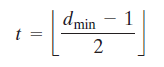 t = ⌊(d_min − 1)/2⌋